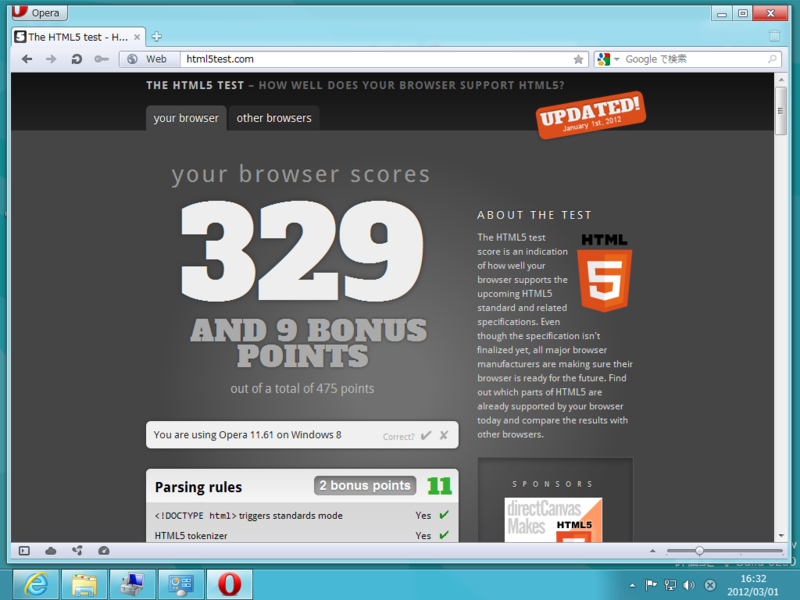 Opera
The HTML5 test - H...
Web
html5test.com
Google で検索
THE HTML5 TEST – HOW WELL DOES YOUR BROWSER SUPPORT HTML5?
your browser
other browsers
UPDATED!
January 1st, 2012
your browser scores
329
AND 9 BONUS
POINTS
out of a total of 475 points
You are using Opera 11.61 on Windows 8
Correct? ✔ ✘
Parsing rules
2 bonus points
11
<!DOCTYPE html> triggers standards mode
Yes ✔
HTML5 tokenizer
Yes ✔
ABOUT THE TEST
HTML
5
The HTML5 test
score is an indication
of how well your
browser supports the
upcoming HTML5
standard and related
specifications. Even
though the specification isn't
finalized yet, all major browser
manufacturers are making sure their
browser is ready for the future. Find
out which parts of HTML5 are
already supported by your browser
today and compare the results with
other browsers.
SPONSORS
directCanvas
Makes
HTML5
16:32
2012/03/01